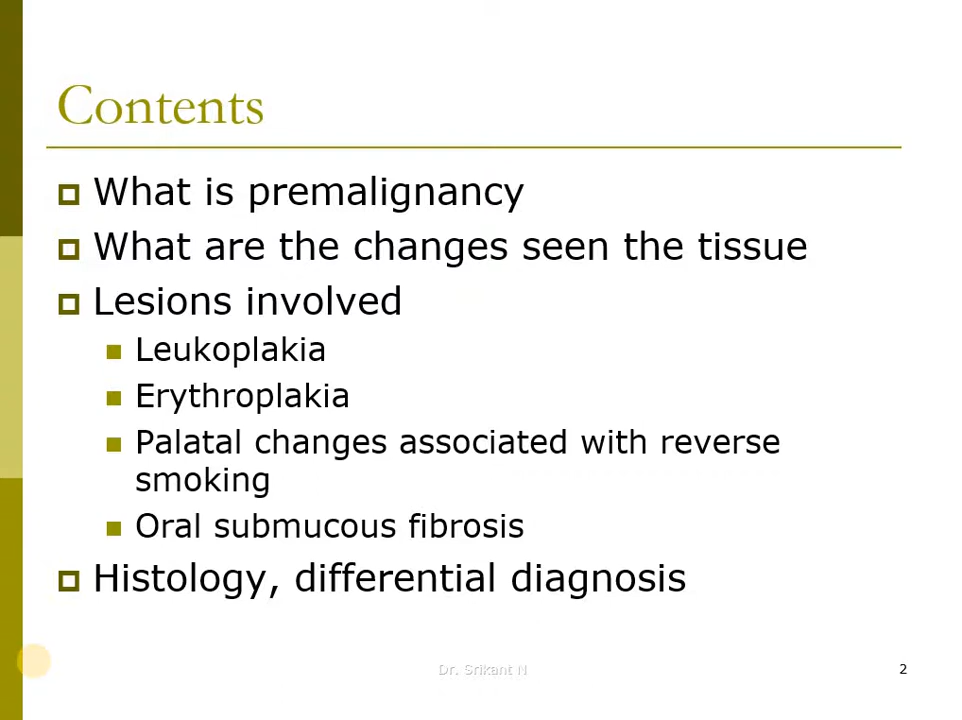 Contents
What is premalignancy
What are the changes seen the tissue
Lesions involved
Leukoplakia
Erythroplakia
Palatal changes associated with reverse
smoking
Oral submucous fibrosis
Histology, differential diagnosis
Dr. Srikant N
2